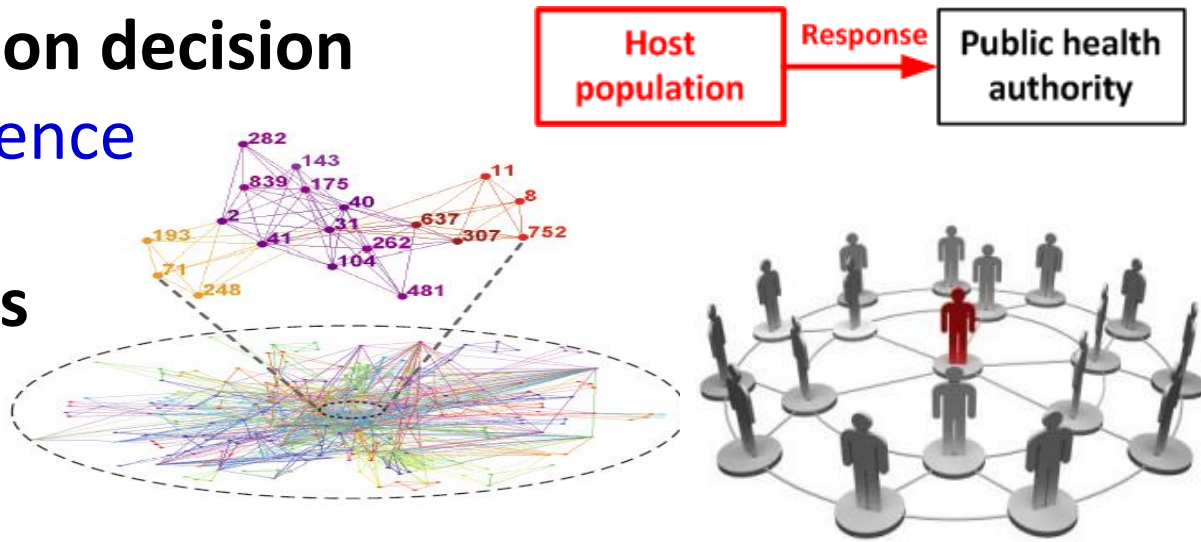 on decision
ence
s
Host
population
Response
Public health
authority
282
143
839
175
40
2
31
41
262
104
481
193
71
248
11
8
637
307
752